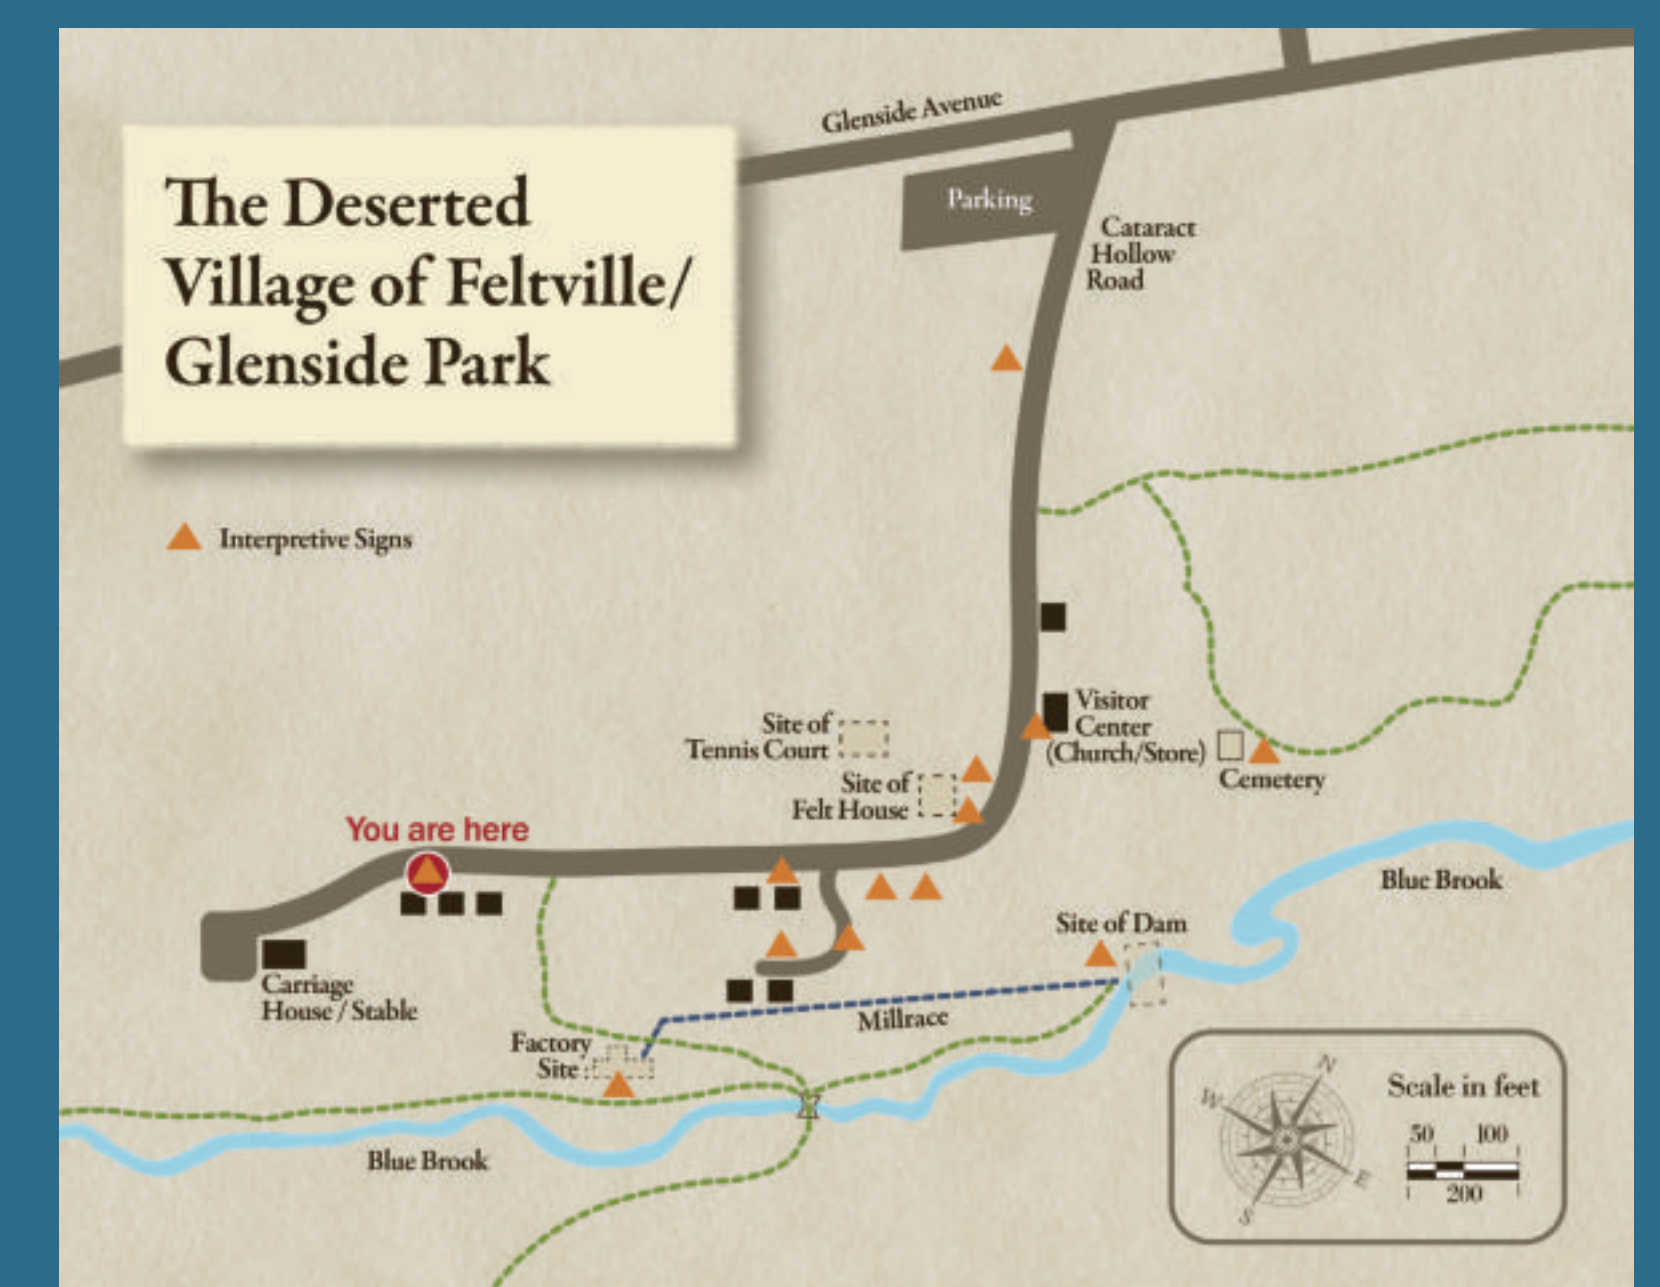 Glenside Avenue
The Deserted
Village of Feltville/
Glenside Park
Parking
Cataract
Hollow
Road
Interpretive Signs
Visitor
Center
(Church/Store)
Site of
Tennis Court
Cemetery
Site of
Felt House
You are here
Blue Brook
Site of Dam
Carriage
House / Stable
Millrace
Factory
Site
Blue Brook
N
W
E
S
Scale in feet
50 100
200